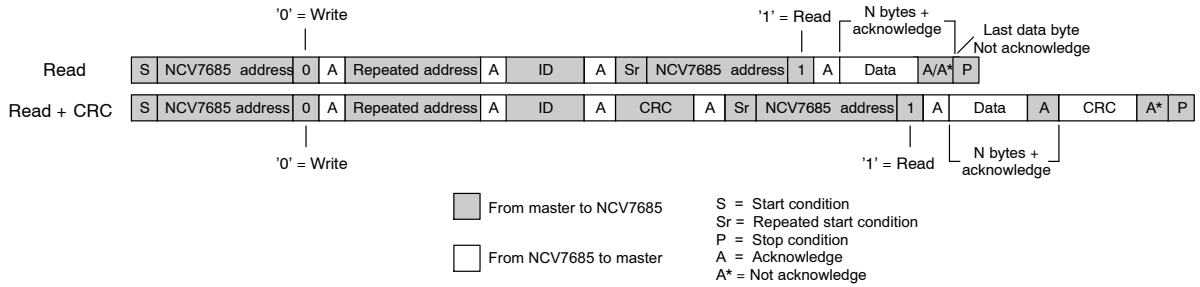 '0' = Write
'1' = Read
N bytes +
acknowledge
Last data byte
Not acknowledge
Read S NCV7685 address 0 A Repeated address A ID A Sr NCV7685 address 1 A Data A/A* P
Read + CRC S NCV7685 address 0 A Repeated address A ID A CRC A Sr NCV7685 address 1 A Data A CRC A* P
'0' = Write
'1' = Read
N bytes +
acknowledge
From master to NCV7685
From NCV7685 to master
S = Start condition
Sr = Repeated start condition
P = Stop condition
A = Acknowledge
A* = Not acknowledge